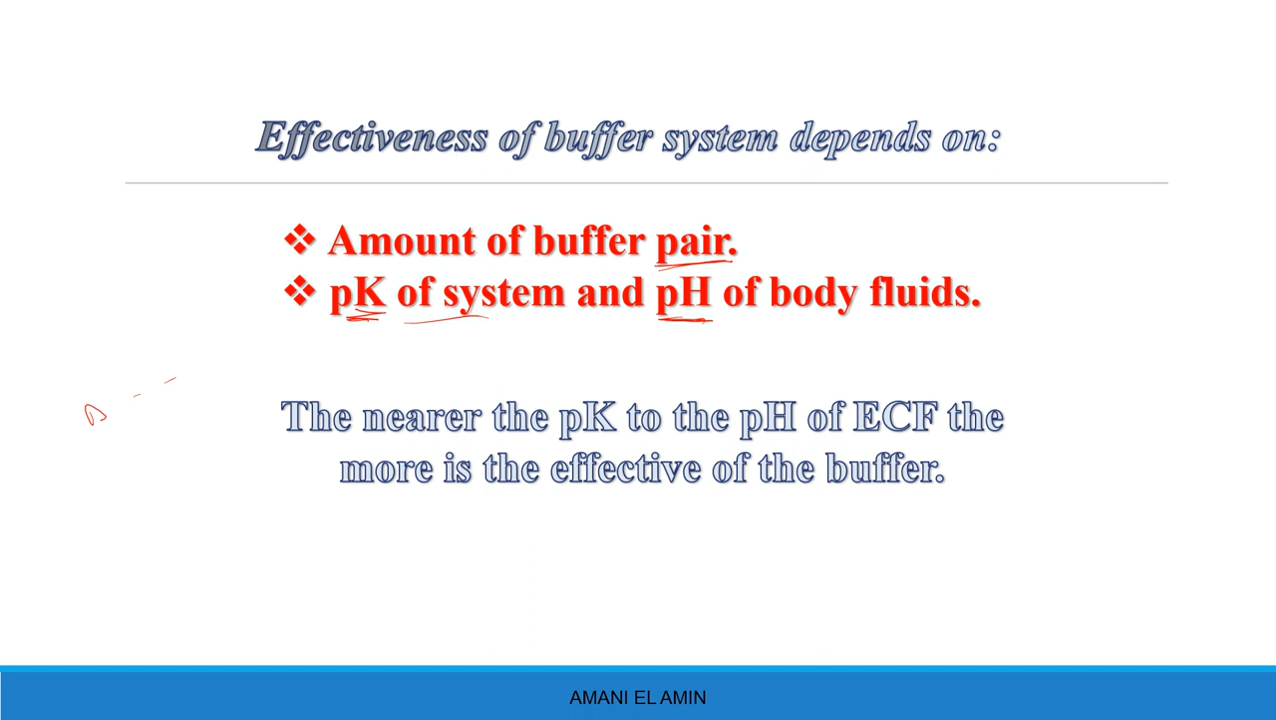 Effectiveness of buffer system depends on:
❖ Amount of buffer pair.
❖ pK of system and pH of body fluids.
The nearer the pK to the pH of ECF the
more is the effective of the buffer.
AMANI EL AMIN